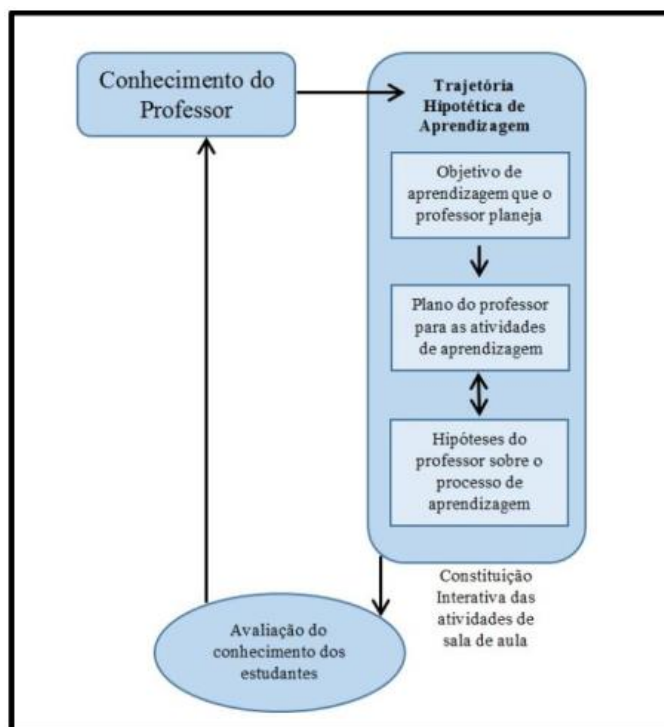 Conhecimento do
Professor
Trajetória
Hipotética de
Aprendizagem
Objetivo de
aprendizagem que o
professor planeja
Plano do professor
para as atividades
de aprendizagem
Hipóteses do
professor sobre o
processo de
aprendizagem
Constituição
Interativa das
atividades de
sala de aula
Avaliação do
conhecimento dos
estudantes